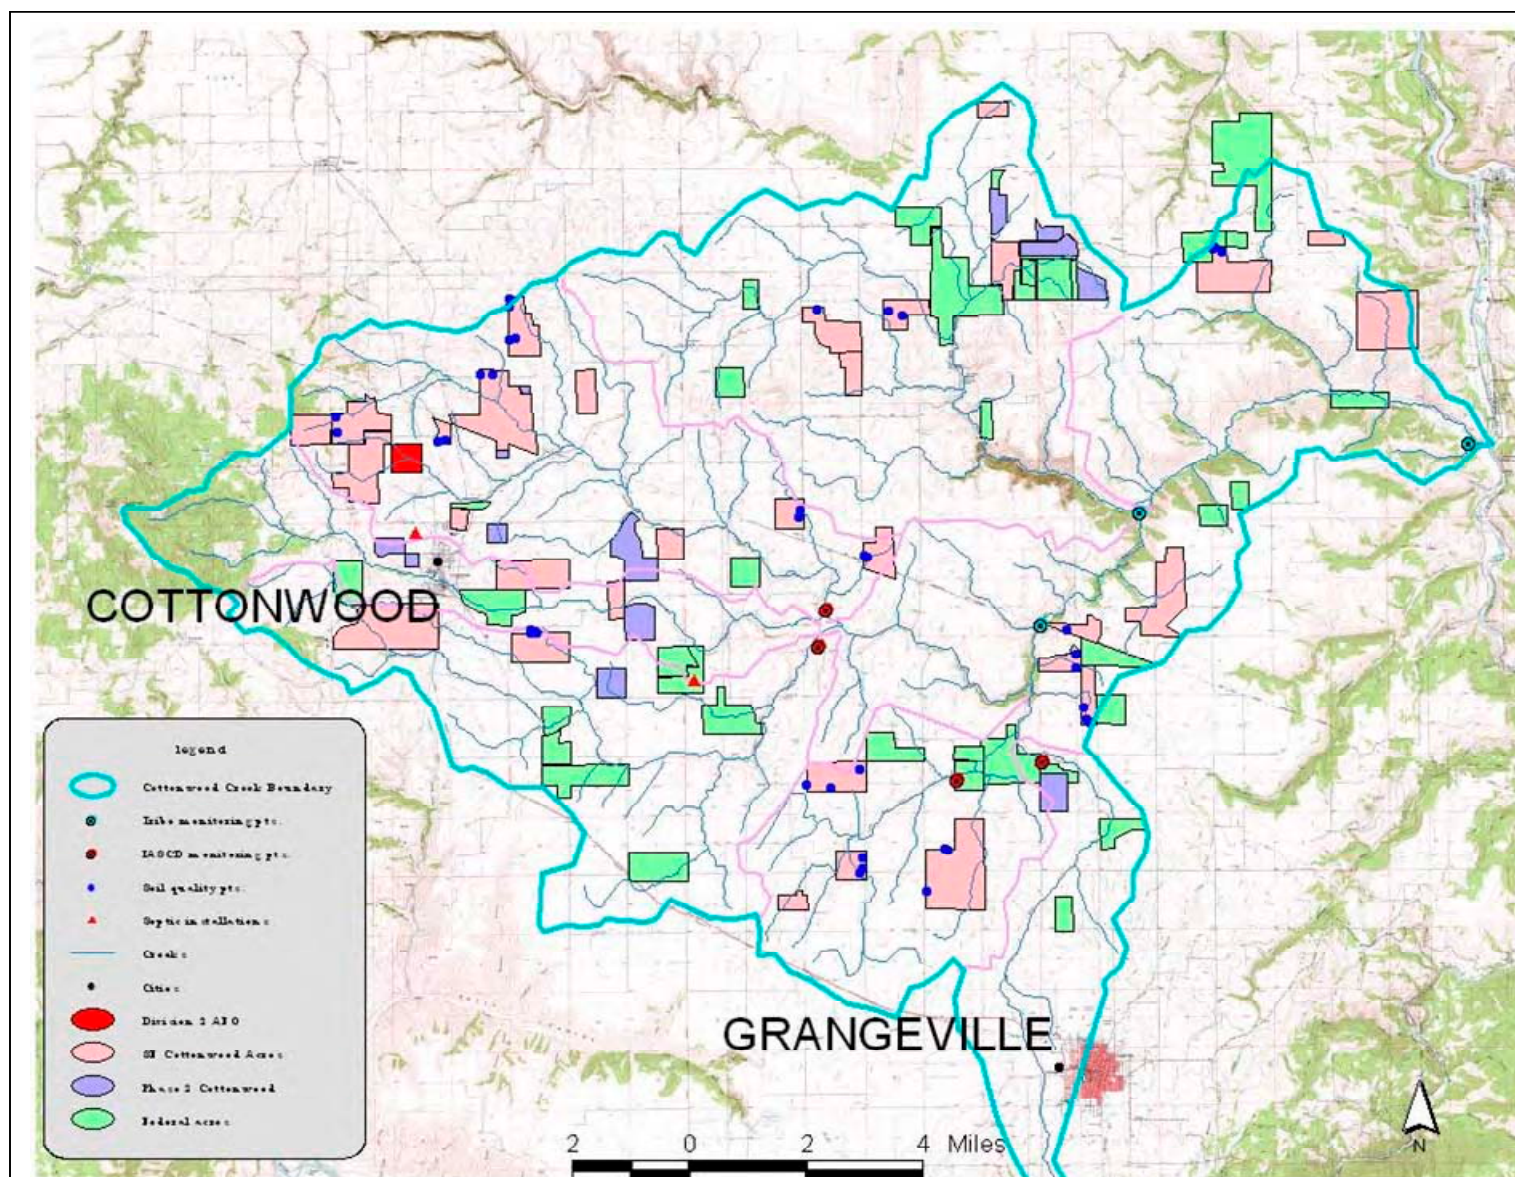 COTTONWOOD
legend
Cottonwood Creek Boundary
Tribe monitoring pts.
IASCD monitoring pts.
Soil quality pts.
Septic installations
Creeks
Cities
Division 2 AFO
Cottonwood Acres
Phase 2 Cottonwood
Federal acres
GRANGEVILLE
2 0 2 4 Miles
N